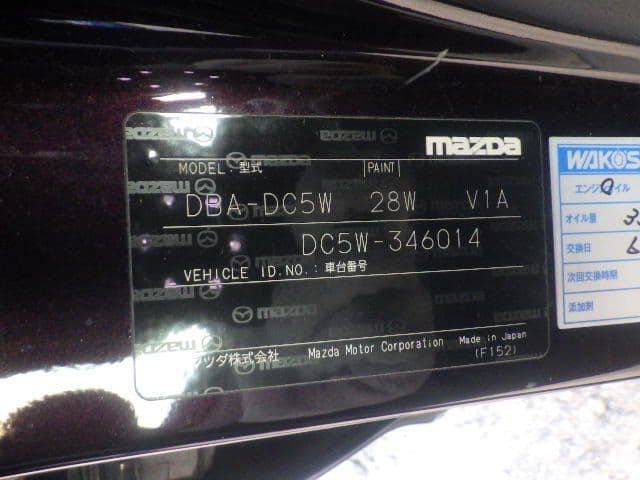 mazda
MODEL:型式 PAINT
DBA-DC5W 28W V1A
DC5W-346014
VEHICLE ID.NO.:車台番号
mazda
ツダ株式会社 Mazda Motor Corporation Made in Japan
(F152)
WAKO'S
エンジ オイル
オイル量
交換日
次回交換時期
添加剤